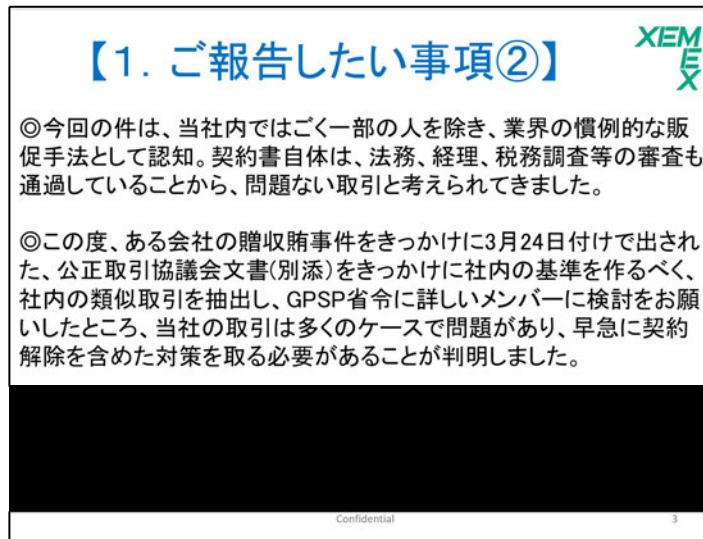 【１．ご報告したい事項②】
XEM
E
X
◎今回の件は、当社内ではごく一部の人を除き、業界の慣例的な販
促手法として認知。契約書自体は、法務、経理、税務調査等の審査も
通過していることから、問題ない取引と考えられてきました。
◎この度、ある会社の贈収賄事件をきっかけに3月24日付けで出され
た、公正取引協議会文書(別添)をきっかけに社内の基準を作るべく、
社内の類似取引を抽出し、GPSP省令に詳しいメンバーに検討をお願
いしたところ、当社の取引は多くのケースで問題があり、早急に契約
解除を含めた対策を取る必要があることが判明しました。
Confidential
3